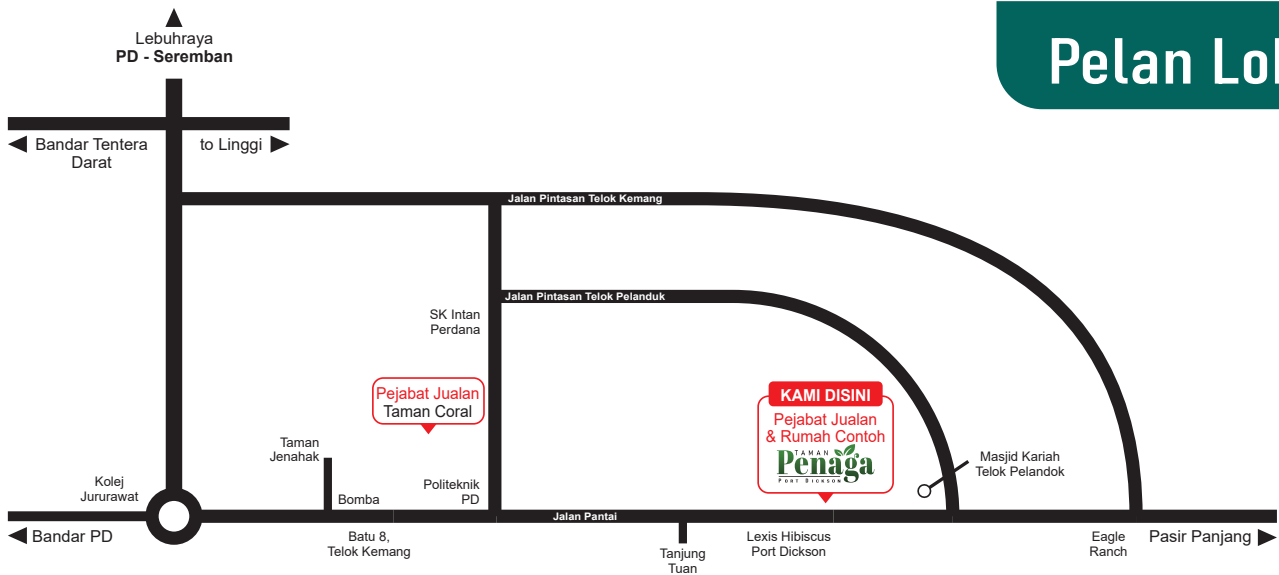 Lebuhraya
PD - Seremban
Pelan
Bandar Tentera
Darat
to Linggi
Jalan Pintasan Telok Kemang
Jalan Pintasan Telok Pelanduk
SK Intan
Perdana
Pejabat Jualan
Taman Coral
KAMI DISINI
Pejabat Jualan
& Rumah Contoh
TAMAN
Penaga
PORT DICKSON
Masjid Kariah
Telok Pelandok
Taman
Jenahak
Kolej
Jururawat
Bomba
Politeknik
PD
Jalan Pantai
Bandar PD
Batu 8,
Telok Kemang
Tanjung
Tuan
Lexis Hibiscus
Port Dickson
Eagle
Ranch
Pasir Panjang